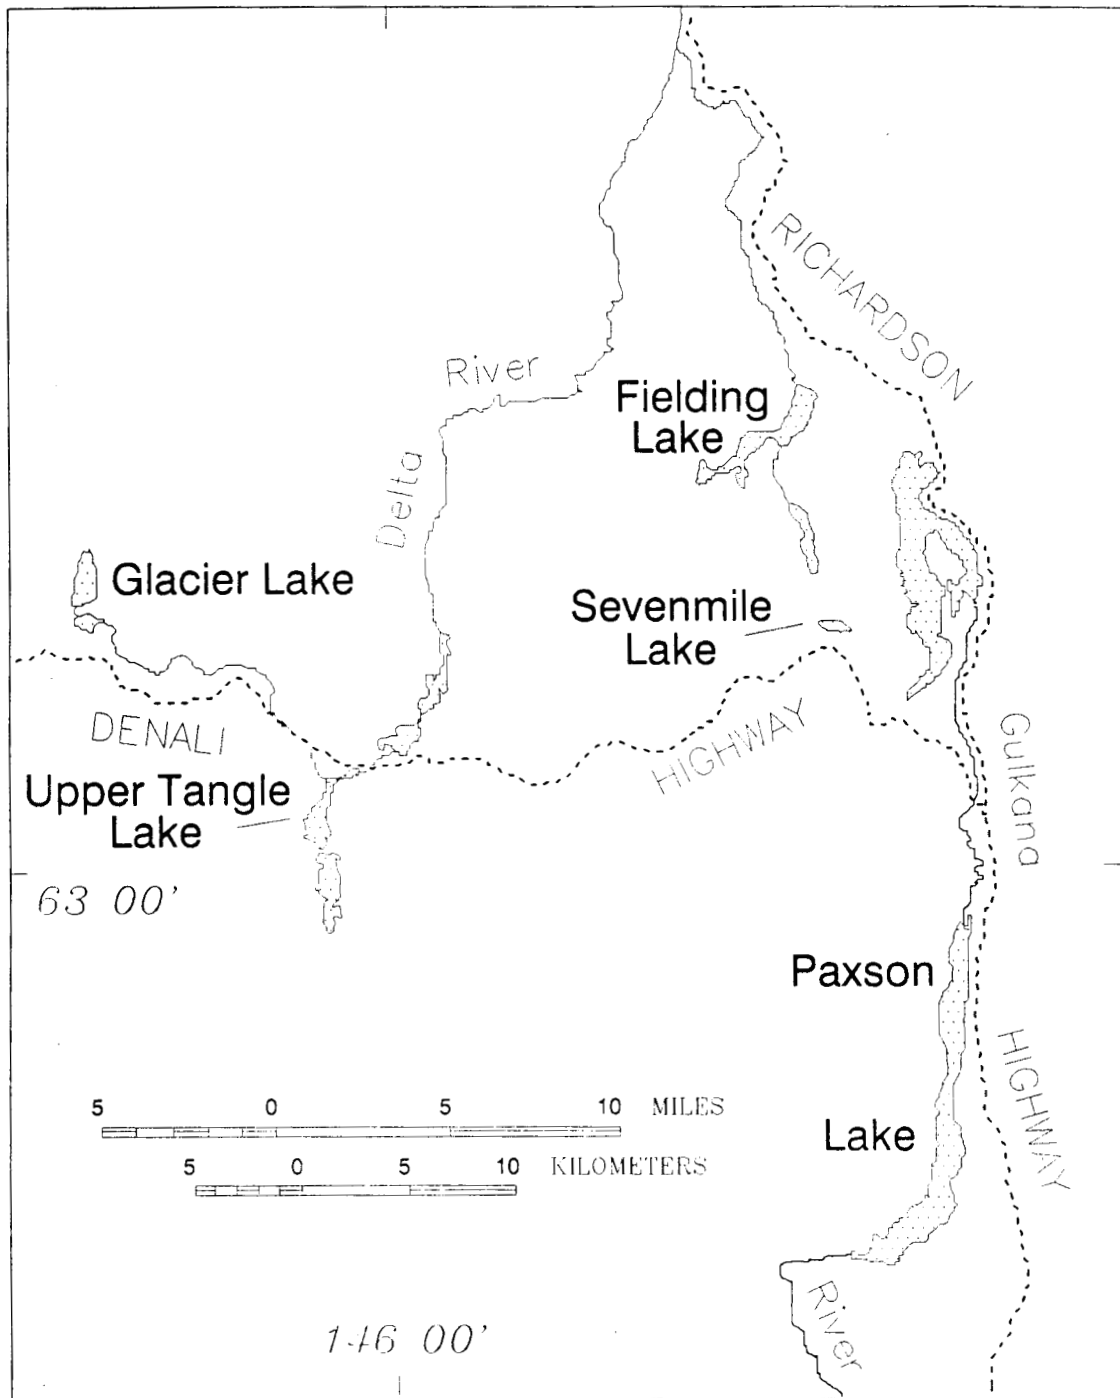 RICHARDSON
River
Fielding
Lake
Delta
Glacier Lake
Sevenmile
Lake
DENALI
HIGHWAY
Gulkana
Upper Tangle
Lake
63 00'
Paxson
HIGHWAY
5 0 5 10 MILES
Lake
5 0 5 10 KILOMETERS
River
146 00'